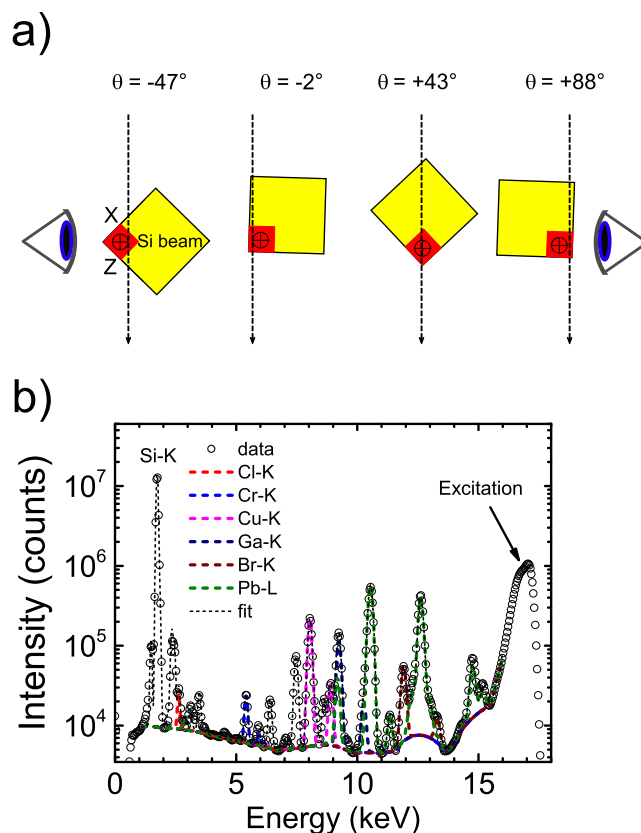 a)
θ = -47° θ = -2° θ = +43° θ = +88°
X
Si beam
Z
b)
Si-K
data
Cl-K
Cr-K
Cu-K
Ga-K
Br-K
Pb-L
fit
Excitation
10⁷
10⁶
10⁵
10⁴
Intensity (counts)
0 5 10 15
Energy (keV)